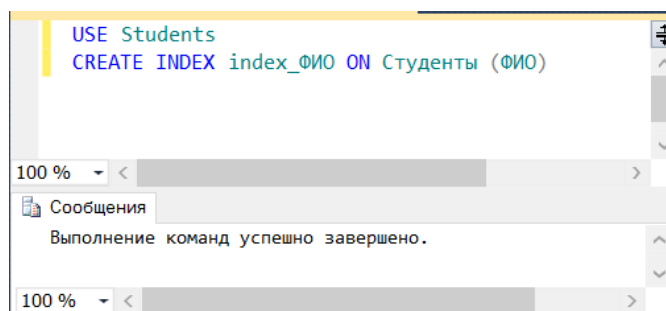 USE Students
CREATE INDEX index_ФИО ON Студенты (ФИО)
100 %
Сообщения
Выполнение команд успешно завершено.
100 %